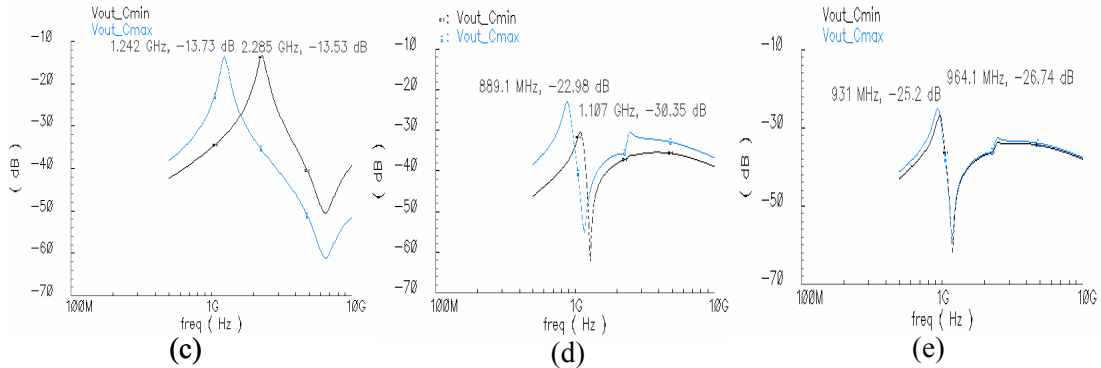 Vout_Cmin
Vout_Cmax
1.242 GHz, -13.73 dB 2.285 GHz, -13.53 dB
-10
-20
-30
-40
-50
-60
-70
( dB )
100M 1G 10G
freq ( Hz )
(c)
Vout_Cmin
Vout_Cmax
889.1 MHz, -22.98 dB
1.107 GHz, -30.35 dB
-10
-20
-30
-40
-50
-60
-70
( dB )
100M 1G 10G
freq ( Hz )
(d)
Vout_Cmin
Vout_Cmax
964.1 MHz, -26.74 dB
931 MHz, -25.2 dB
-10
-20
-30
-40
-50
-60
-70
( dB )
100M 1G 10G
freq ( Hz )
(e)